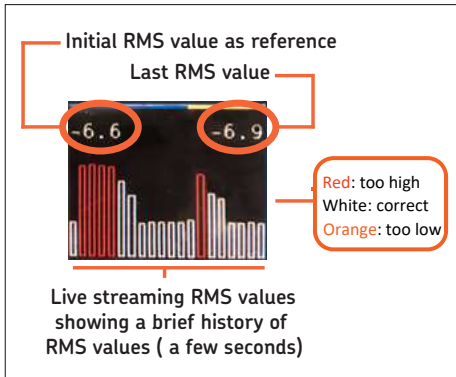 Initial RMS value as reference
Last RMS value
-6.6
-6.9
Red: too high
White: correct
Orange: too low
Live streaming RMS values
showing a brief history of
RMS values ( a few seconds)